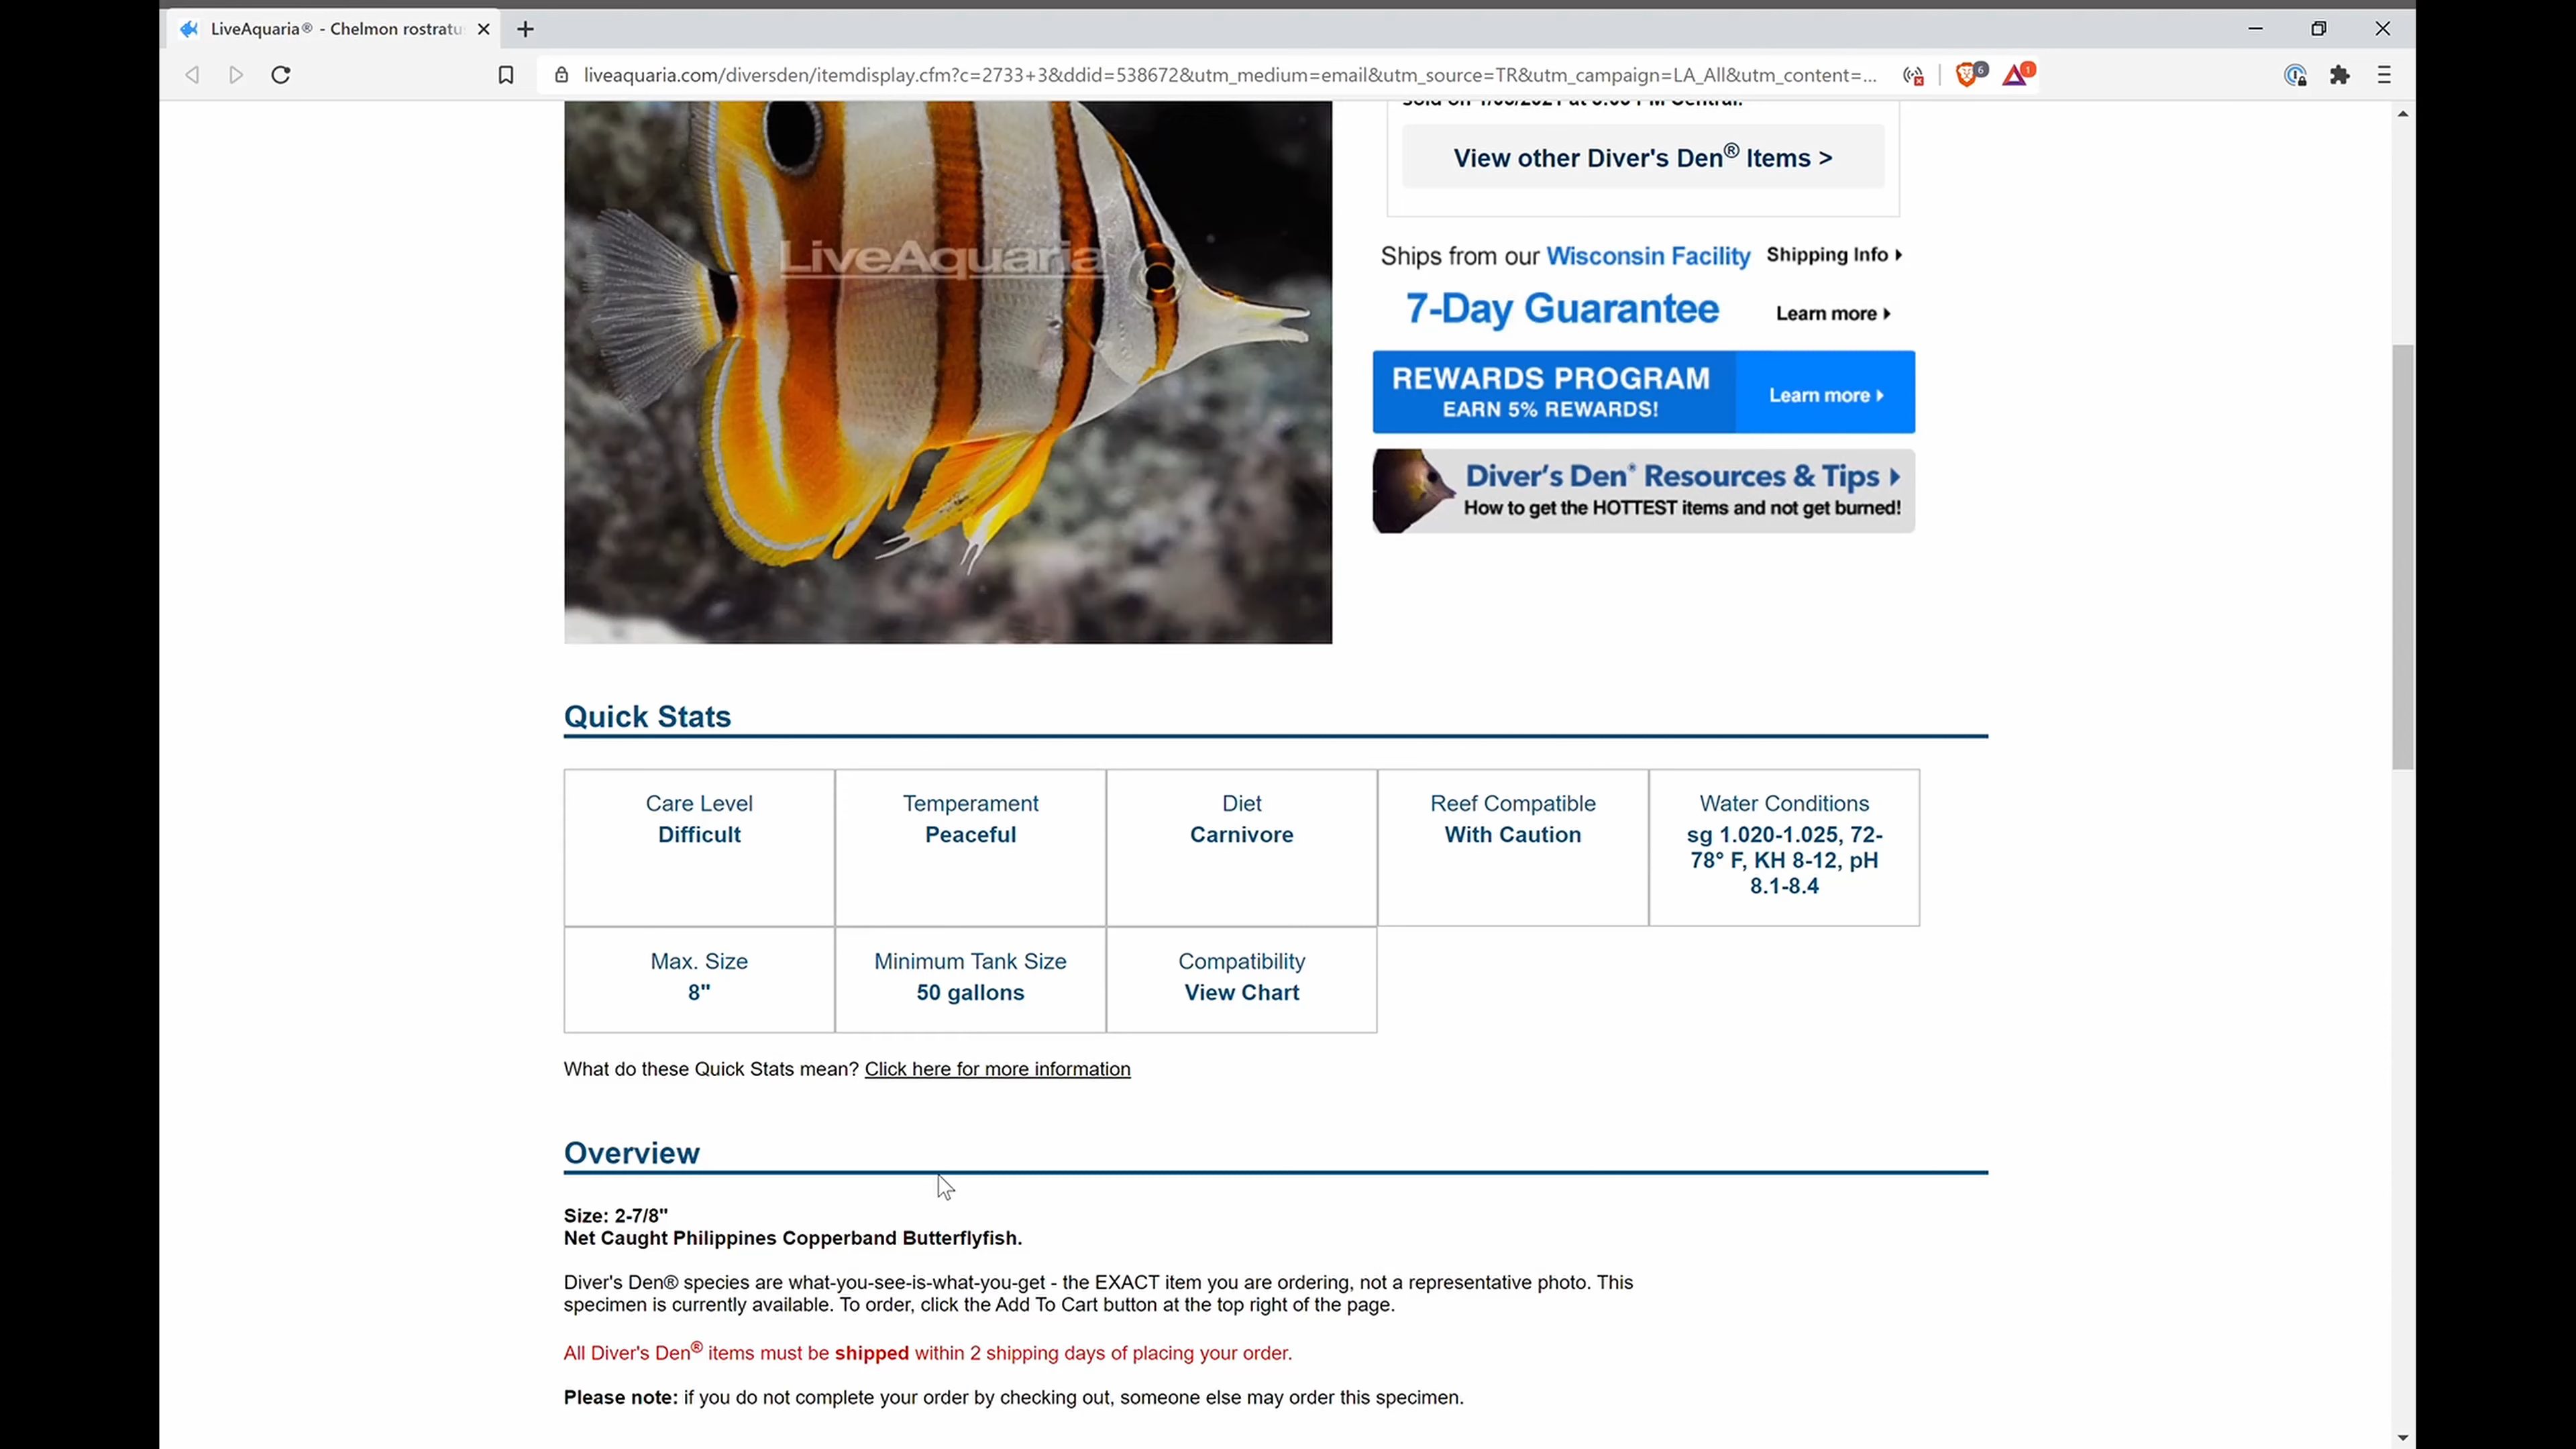 LiveAquaria® - Chelmon rostratu
liveaquaria.com/diversden/itemdisplay.cfm?c=2733+3&ddid=538672&utm_medium=email&utm_source=TR&utm_campaign=LA_All&utm_content=...
6
1
LiveAquaria
View other Diver's Den® Items >
Ships from our Wisconsin Facility Shipping Info
7-Day Guarantee Learn more
REWARDS PROGRAM
EARN 5% REWARDS!
Learn more
Diver's Den® Resources & Tips
How to get the HOTTEST items and not get burned!
Quick Stats
Care Level
Difficult
Temperament
Peaceful
Diet
Carnivore
Reef Compatible
With Caution
Water Conditions
sg 1.020-1.025, 72-
78° F, KH 8-12, pH
8.1-8.4
Max. Size
8"
Minimum Tank Size
50 gallons
Compatibility
View Chart
What do these Quick Stats mean? Click here for more information
Overview
Size: 2-7/8"
Net Caught Philippines Copperband Butterflyfish.
Diver's Den® species are what-you-see-is-what-you-get - the EXACT item you are ordering, not a representative photo. This
specimen is currently available. To order, click the Add To Cart button at the top right of the page.
All Diver's Den® items must be shipped within 2 shipping days of placing your order.
Please note: if you do not complete your order by checking out, someone else may order this specimen.